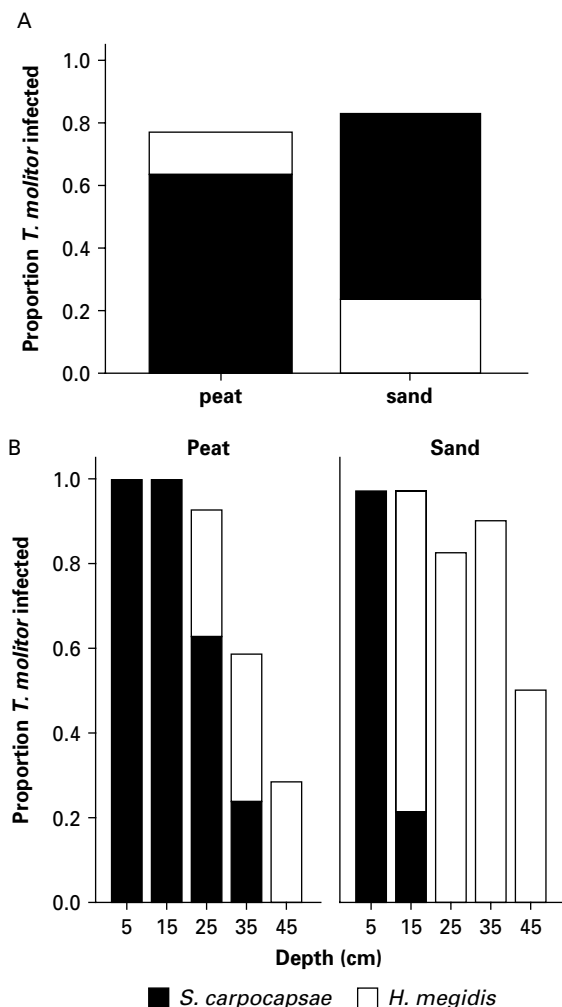 A
Proportion T. molitor infected
1.0
0.8
0.6
0.4
0.2
0.0
peat sand
B
Peat Sand
Proportion T. molitor infected
1.0
0.8
0.6
0.4
0.2
0.0
5 15 25 35 45 5 15 25 35 45
Depth (cm)
S. carpocapsae H. megidis